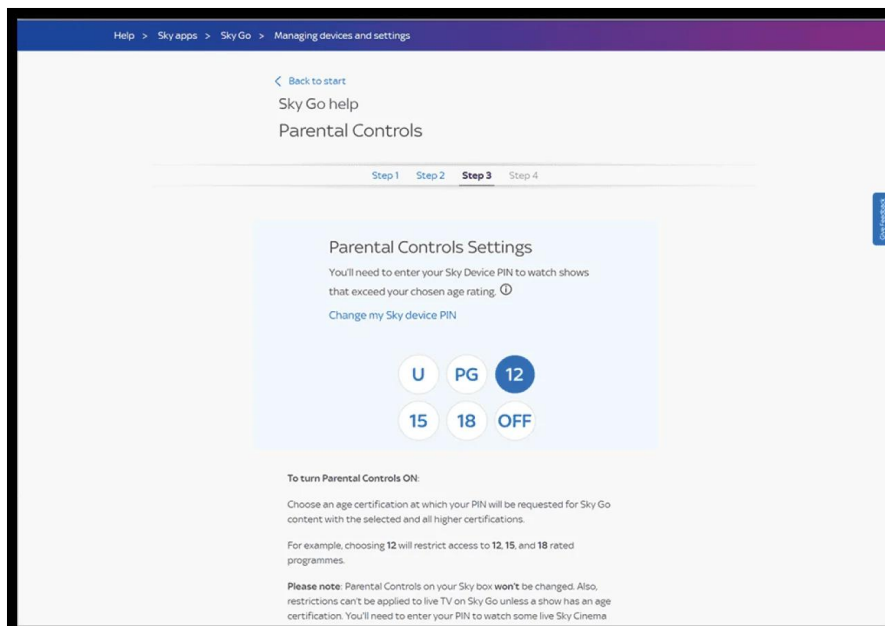 Help > Sky apps > Sky Go > Managing devices and settings
Back to start
Sky Go help
Parental Controls
Step 1 Step 2 Step 3 Step 4
Give Feedback
Parental Controls Settings
You'll need to enter your Sky Device PIN to watch shows
that exceed your chosen age rating.
Change my Sky device PIN
U PG 12
15 18 OFF
To turn Parental Controls ON:
Choose an age certification at which your PIN will be requested for Sky Go
content with the selected and all higher certifications.
For example, choosing 12 will restrict access to 12, 15, and 18 rated
programmes.
Please note: Parental Controls on your Sky box won't be changed. Also,
restrictions can't be applied to live TV on Sky Go unless a show has an age
certification. You'll need to enter your PIN to watch some live Sky Cinema